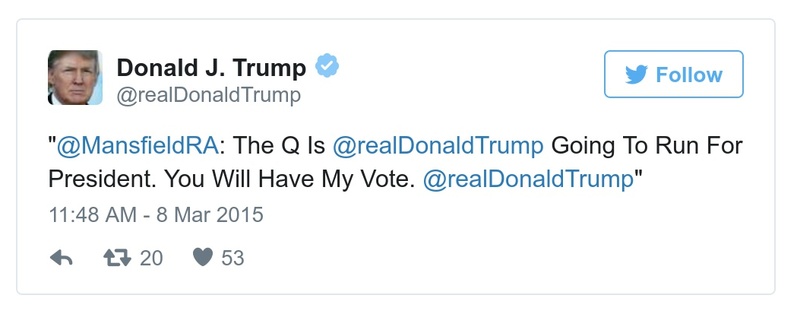 Donald J. Trump
@realDonaldTrump
Follow
"@MansfieldRA: The Q Is @realDonaldTrump Going To Run For
President. You Will Have My Vote. @realDonaldTrump"
11:48 AM - 8 Mar 2015
20 53